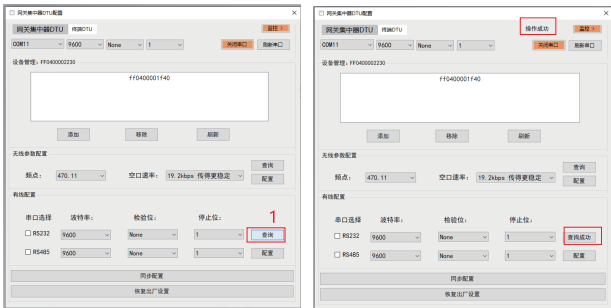 网关集中器DTU配置
网关集中器DTU 终端DTU 监控 》
COM11 9600 None 1 关闭串口 刷新串口
设备管理: FF0400002230
ff0400001f40
添加 移除 刷新
无线参数配置
查询
频点: 470.11 空口速率: 19.2kbps 传得更稳定 配置
有线配置
1
串口选择 波特率: 检验位: 停止位:
RS232 9600 None 1 查询
RS485 9600 None 1 配置
同步配置
恢复出厂设置
网关集中器DTU配置
网关集中器DTU 终端DTU 操作成功 监控 》
COM11 9600 None 1 关闭串口 刷新串口
设备管理: FF0400002230
ff0400001f40
添加 移除 刷新
无线参数配置
查询
频点: 470.11 空口速率: 19.2kbps 传得更稳定 配置
有线配置
串口选择 波特率: 检验位: 停止位:
RS232 9600 None 1 查询成功
RS485 9600 None 1 配置
同步配置
恢复出厂设置